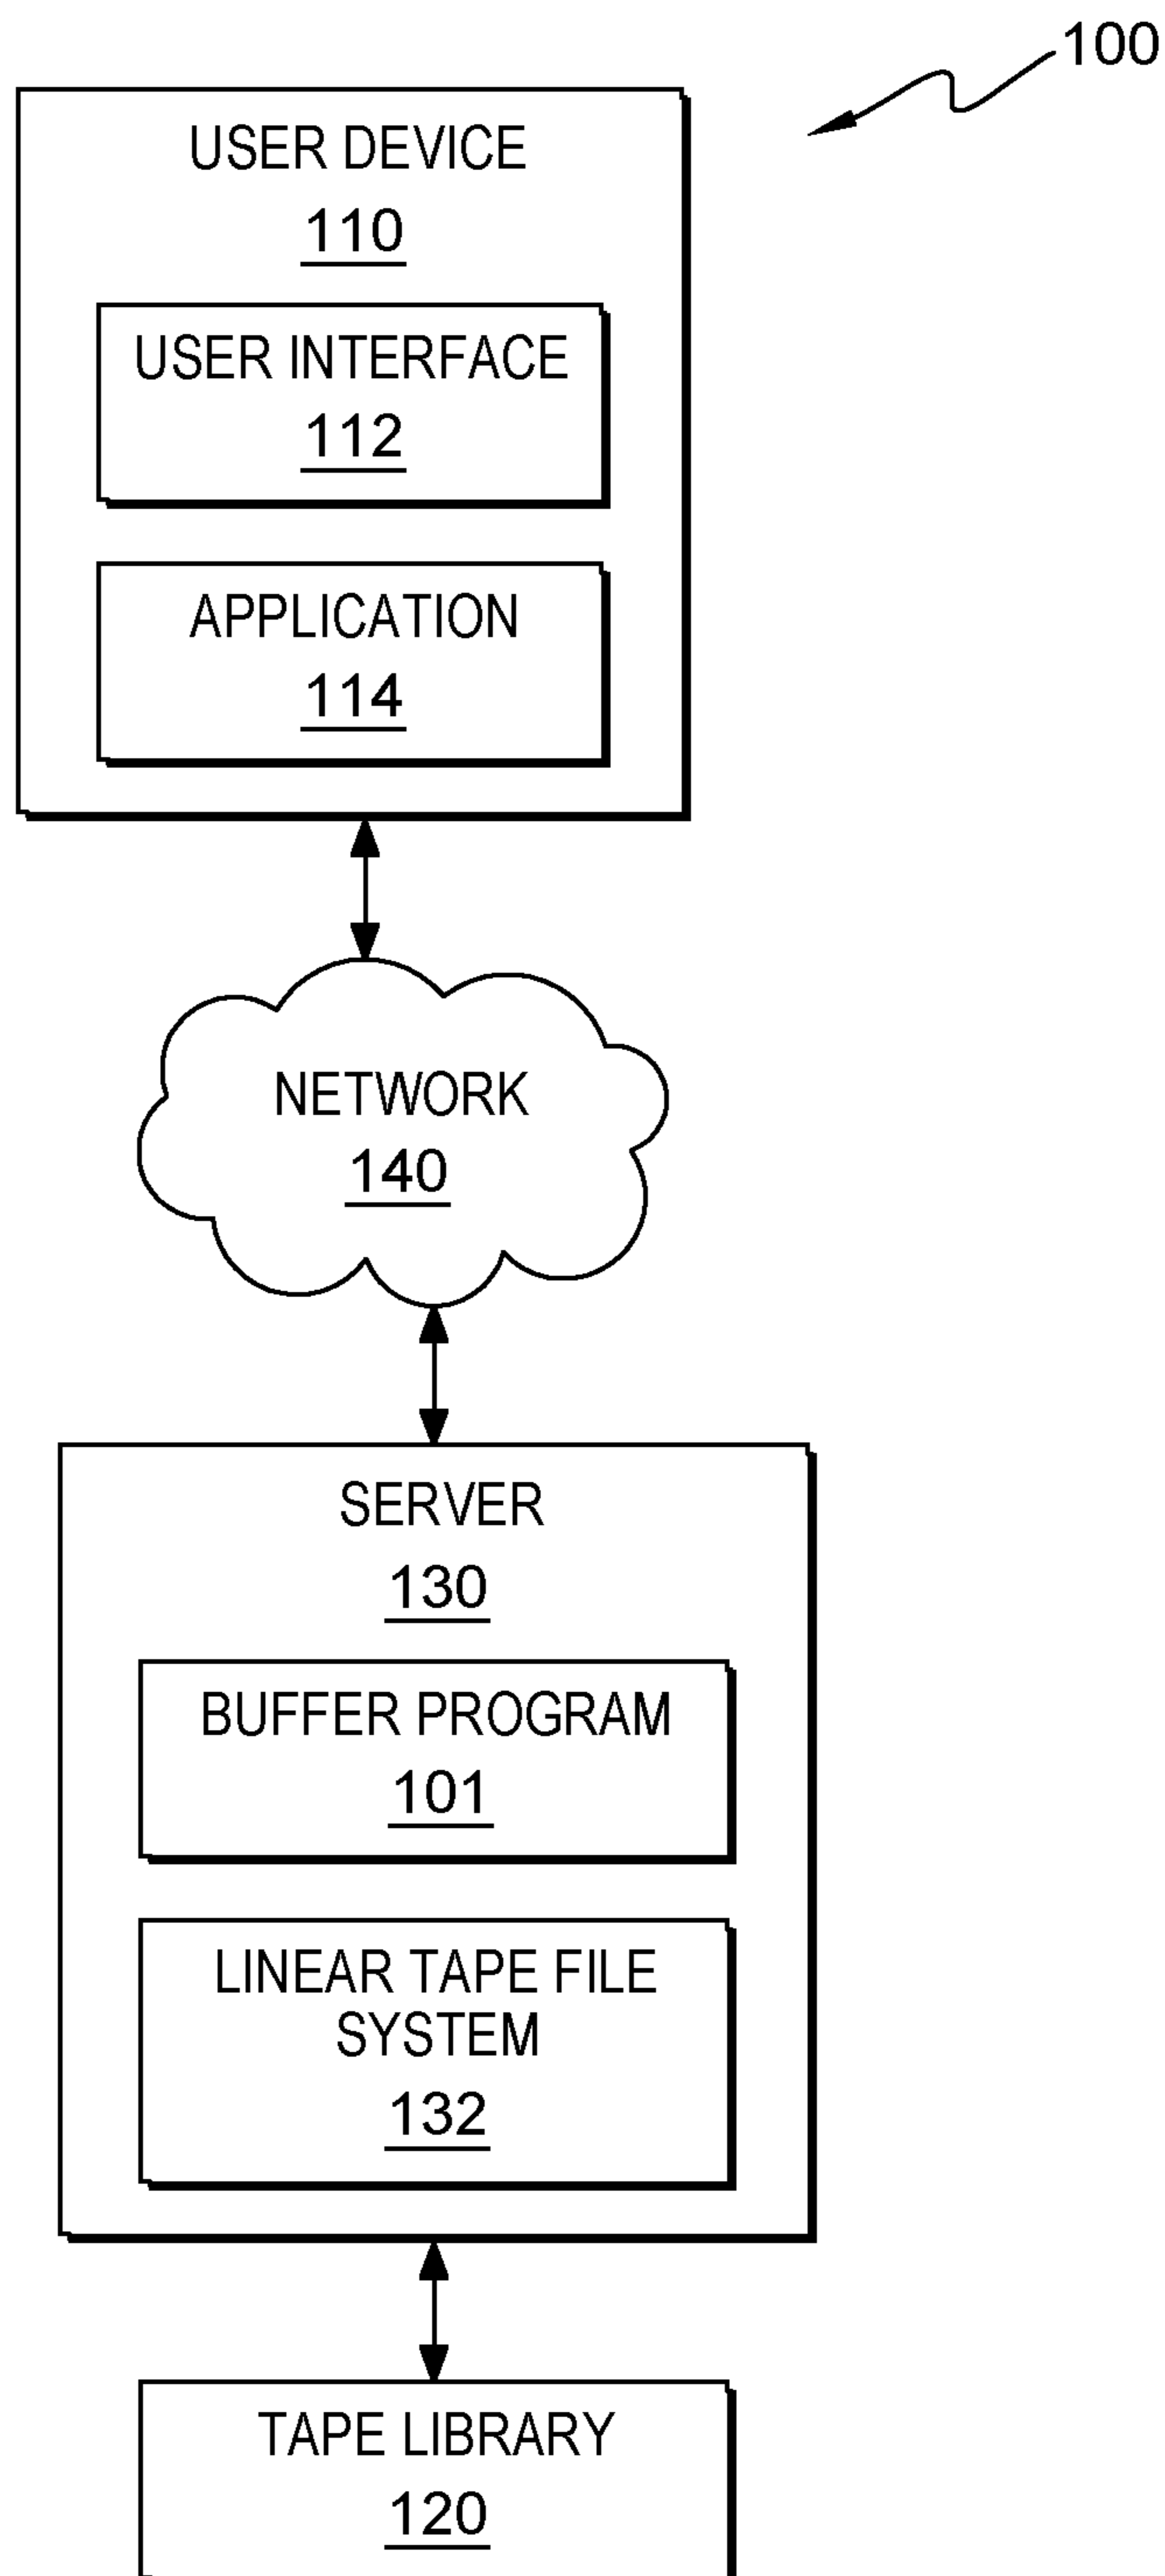 100
USER DEVICE
110
USER INTERFACE
112
APPLICATION
114
NETWORK
140
SERVER
130
BUFFER PROGRAM
101
LINEAR TAPE FILE
SYSTEM
132
TAPE LIBRARY
120